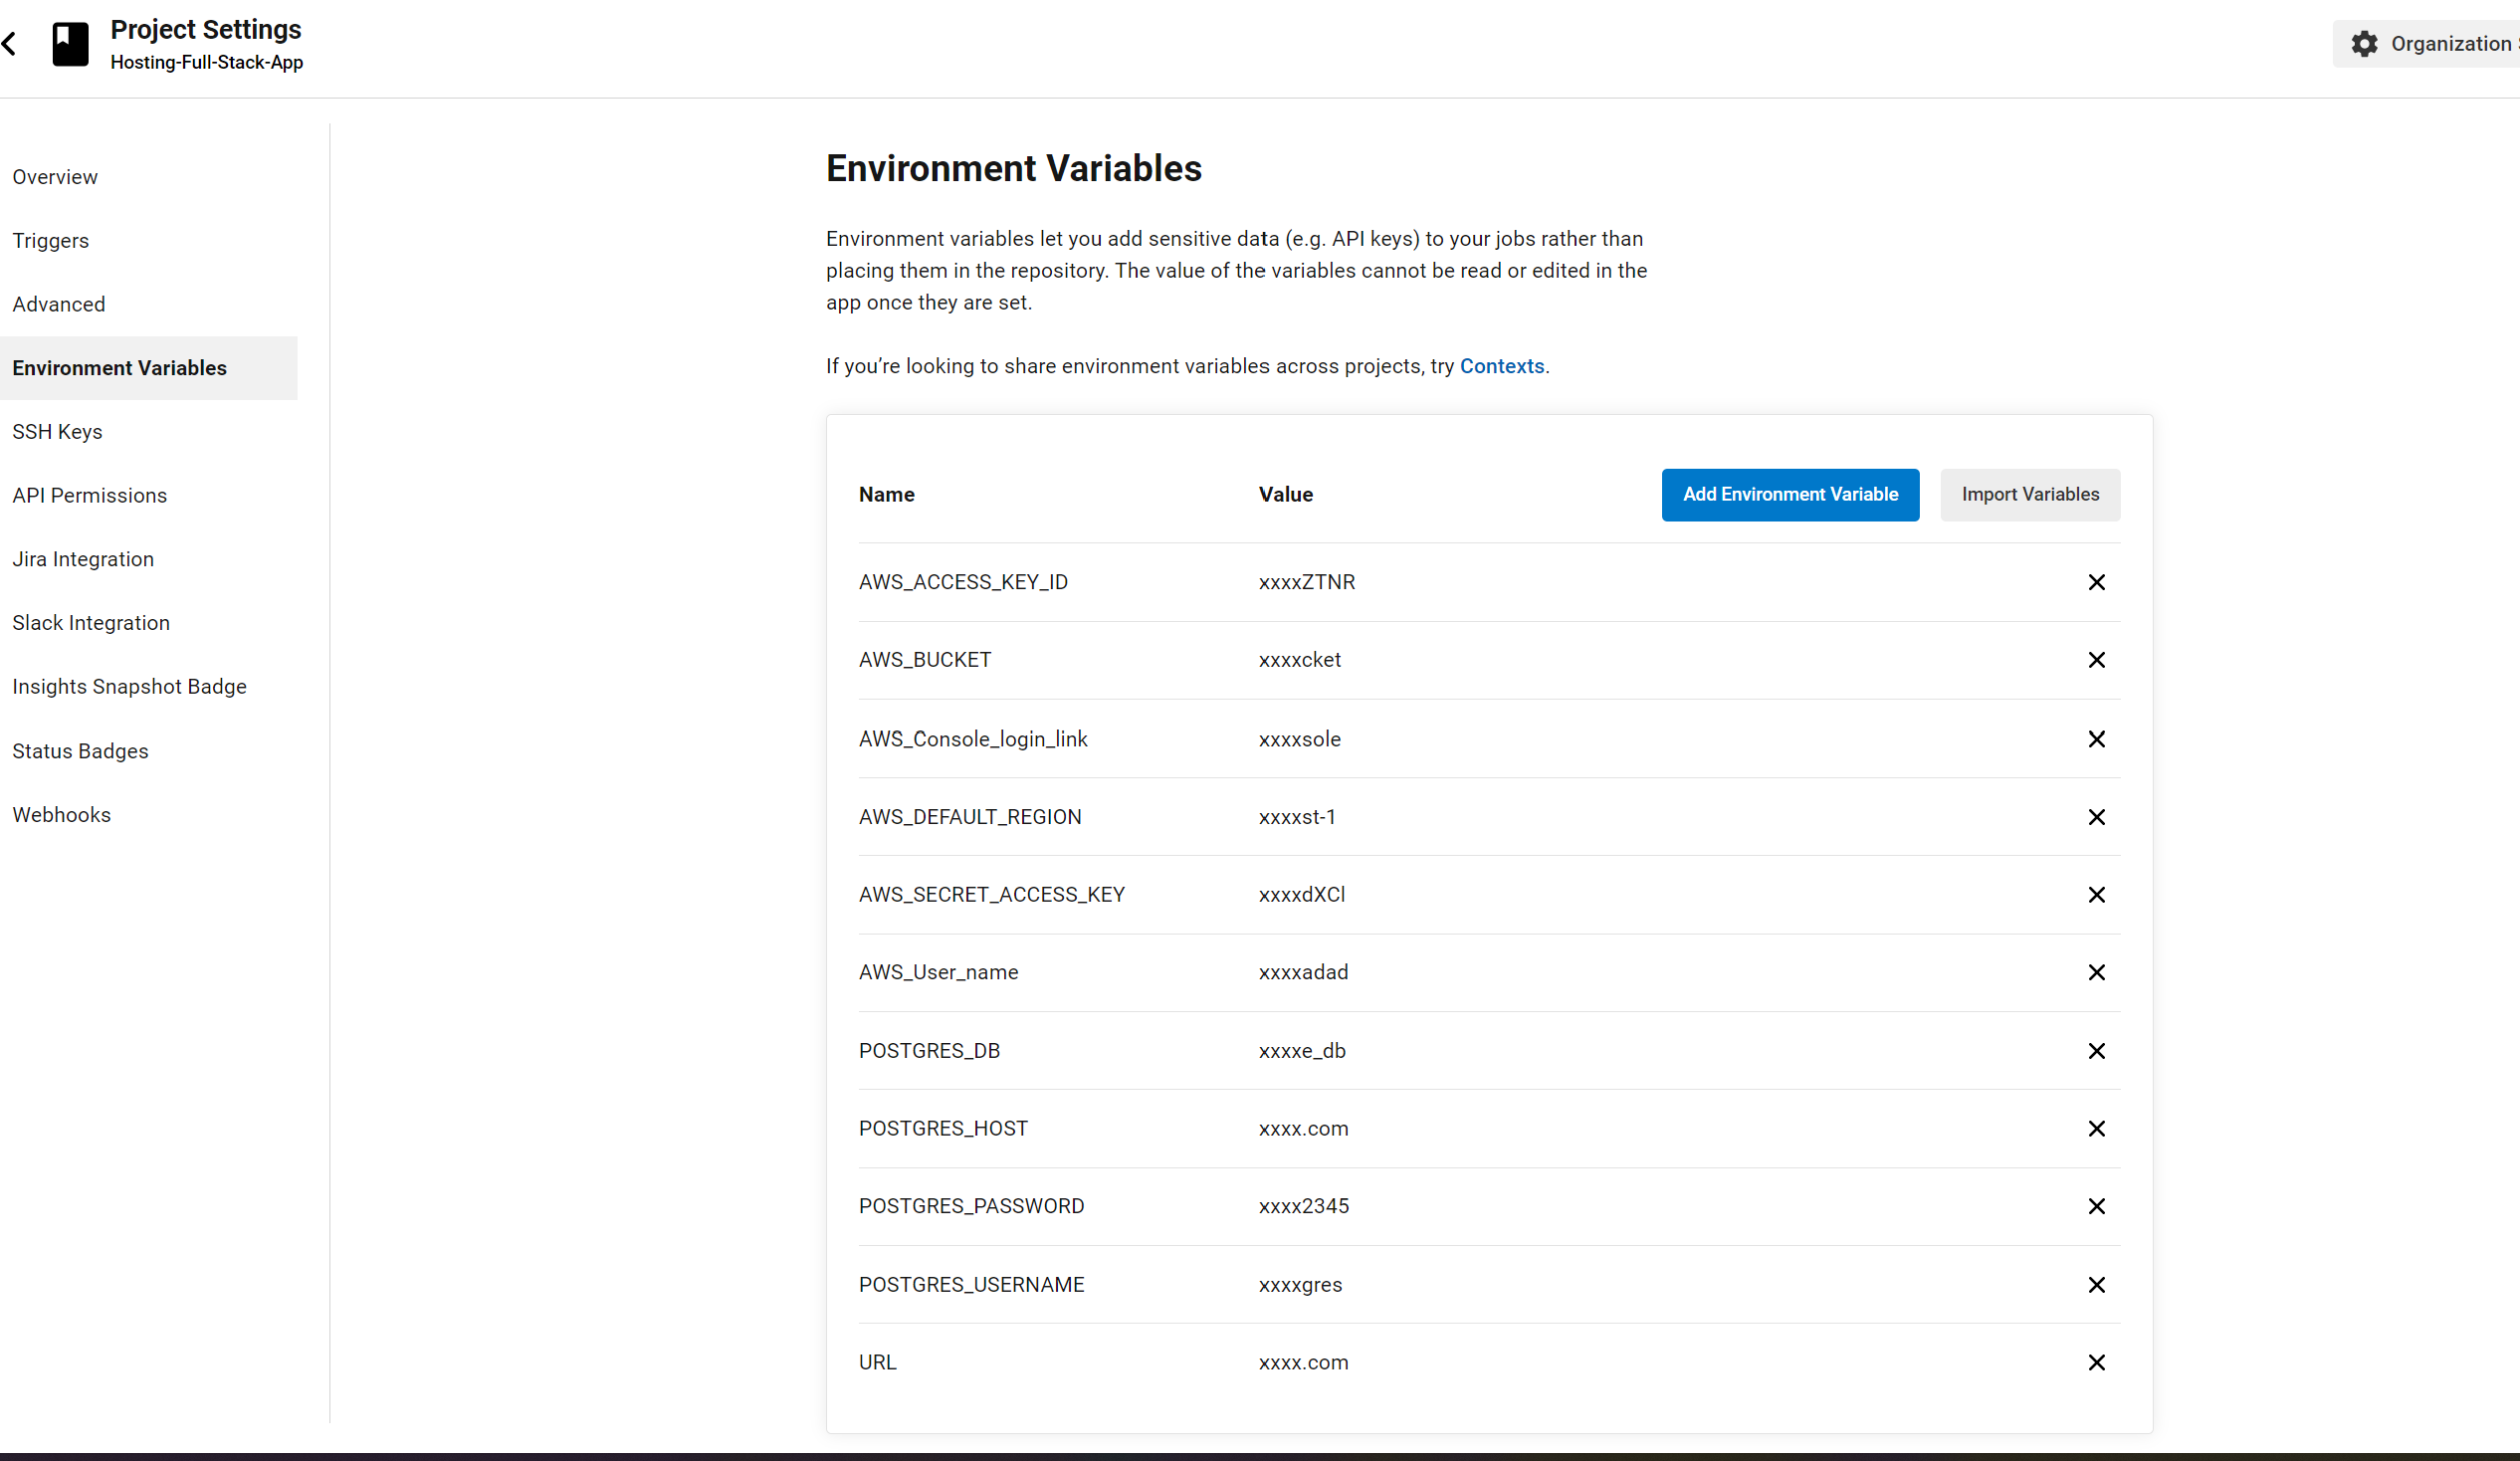 Project Settings
Hosting-Full-Stack-App
Organization
Overview
Triggers
Advanced
Environment Variables
SSH Keys
API Permissions
Jira Integration
Slack Integration
Insights Snapshot Badge
Status Badges
Webhooks
Environment Variables
Environment variables let you add sensitive data (e.g. API keys) to your jobs rather than
placing them in the repository. The value of the variables cannot be read or edited in the
app once they are set.
If you’re looking to share environment variables across projects, try Contexts.
Name Value Add Environment Variable Import Variables
AWS_ACCESS_KEY_ID xxxxZTNR
AWS_BUCKET xxxxcket
AWS_Console_login_link xxxxsole
AWS_DEFAULT_REGION xxxxst-1
AWS_SECRET_ACCESS_KEY xxxxdXCl
AWS_User_name xxxxadad
POSTGRES_DB xxxxe_db
POSTGRES_HOST xxxx.com
POSTGRES_PASSWORD xxxx2345
POSTGRES_USERNAME xxxxgres
URL xxxx.com